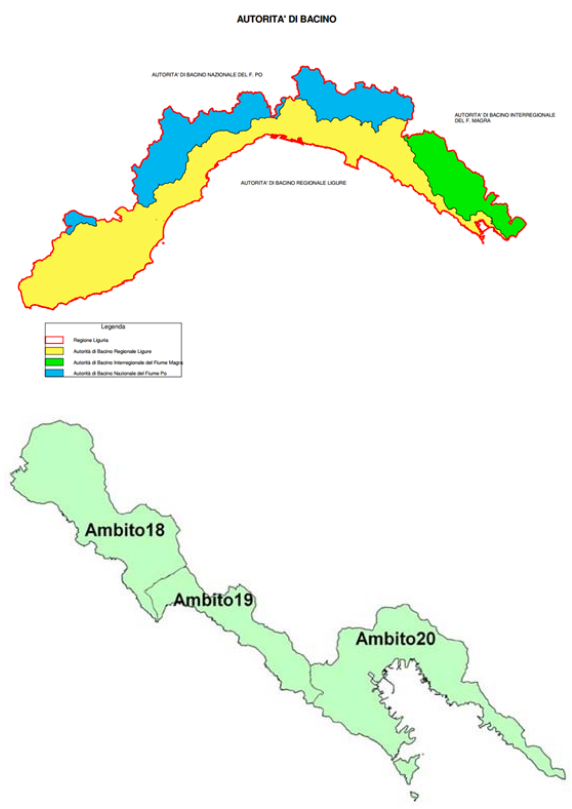 AUTORITA' DI BACINO
AUTORITA' DI BACINO NAZIONALE DEL F. PO
AUTORITA' DI BACINO INTERREGIONALE
DEL F. MAGRA
AUTORITA' DI BACINO REGIONALE LIGURE
Legenda
Regione Liguria
Autorità di Bacino Regionale Ligure
Autorità di Bacino Interregionale del Fiume Magra
Autorità di Bacino Nazionale del Fiume Po
Ambito18
Ambito19
Ambito20